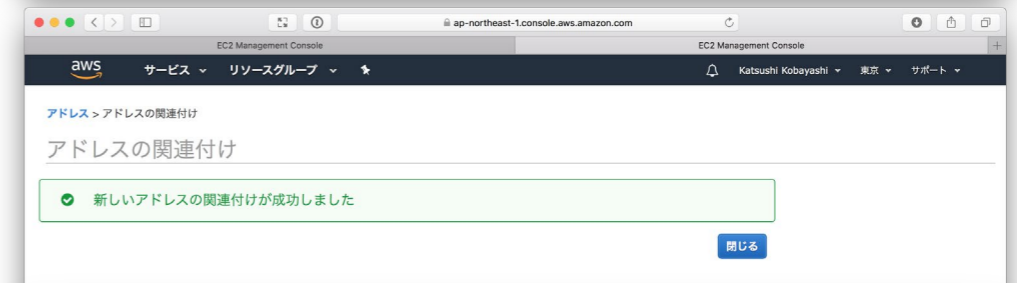 ap-northeast-1.console.aws.amazon.com
EC2 Management Console
EC2 Management Console
aws サービス リソースグループ Katsushi Kobayashi 東京 サポート
アドレス > アドレスの関連付け
アドレスの関連付け
新しいアドレスの関連付けが成功しました
閉じる